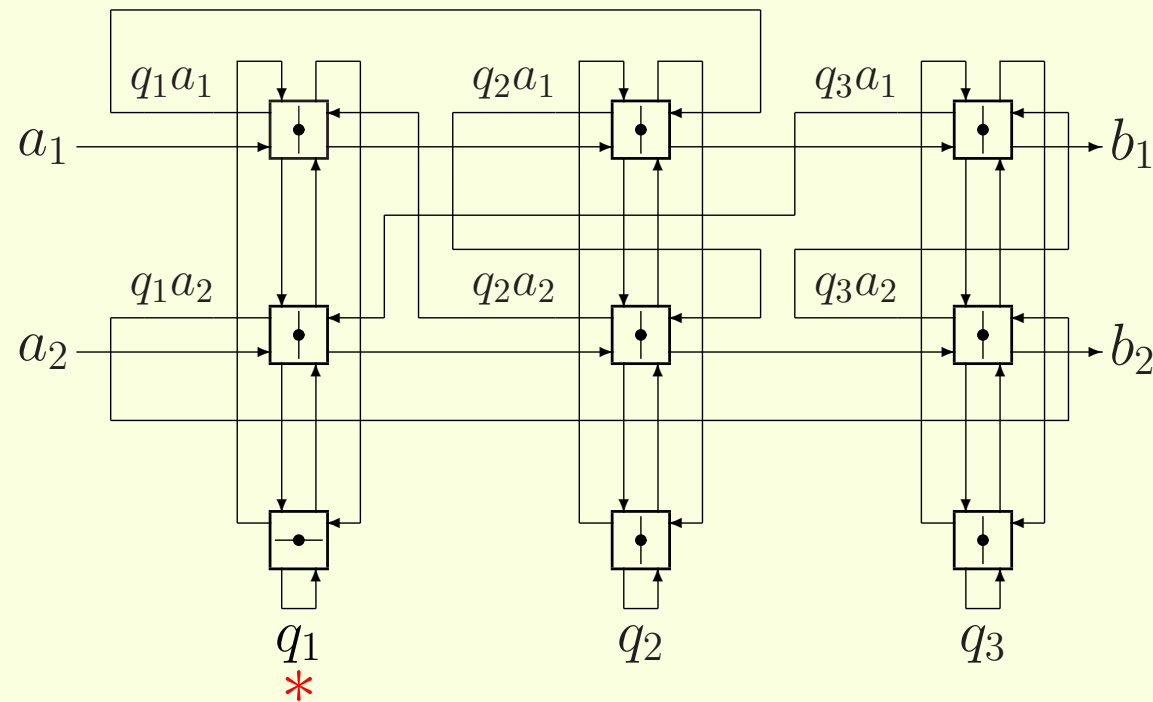 q₁a₁ q₂a₁ q₃a₁
a₁ b₁
q₁a₂ q₂a₂ q₃a₂
a₂ b₂
q₁ q₂ q₃
*